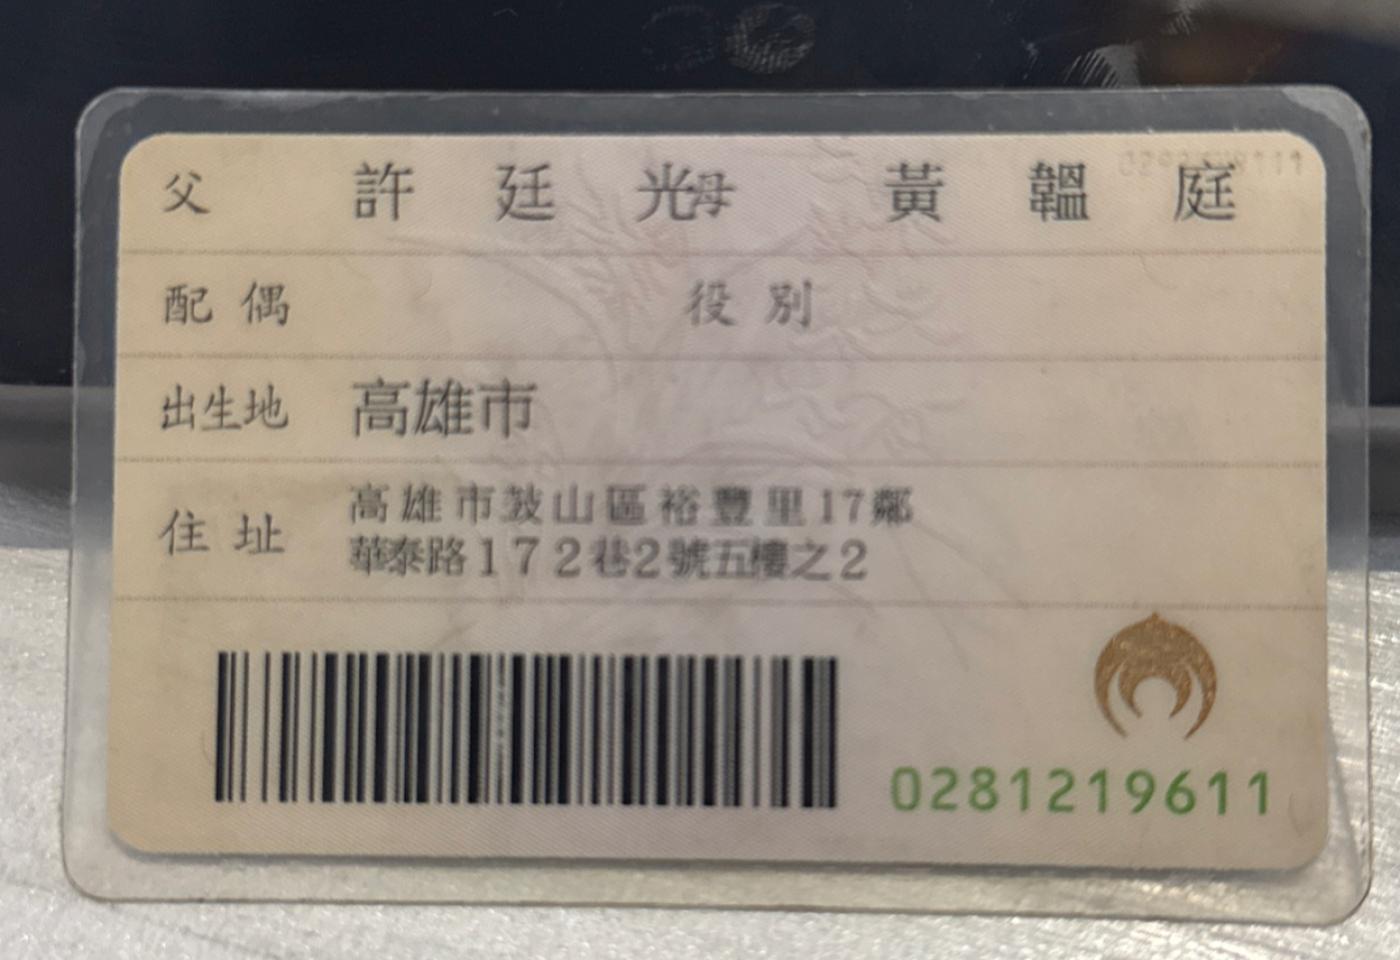 父 許廷光 母 黃韞庭
配偶 役別
出生地 高雄市
住址 高雄市鼓山區裕豐里17鄰
華泰路172巷2號五樓之2
0281219611